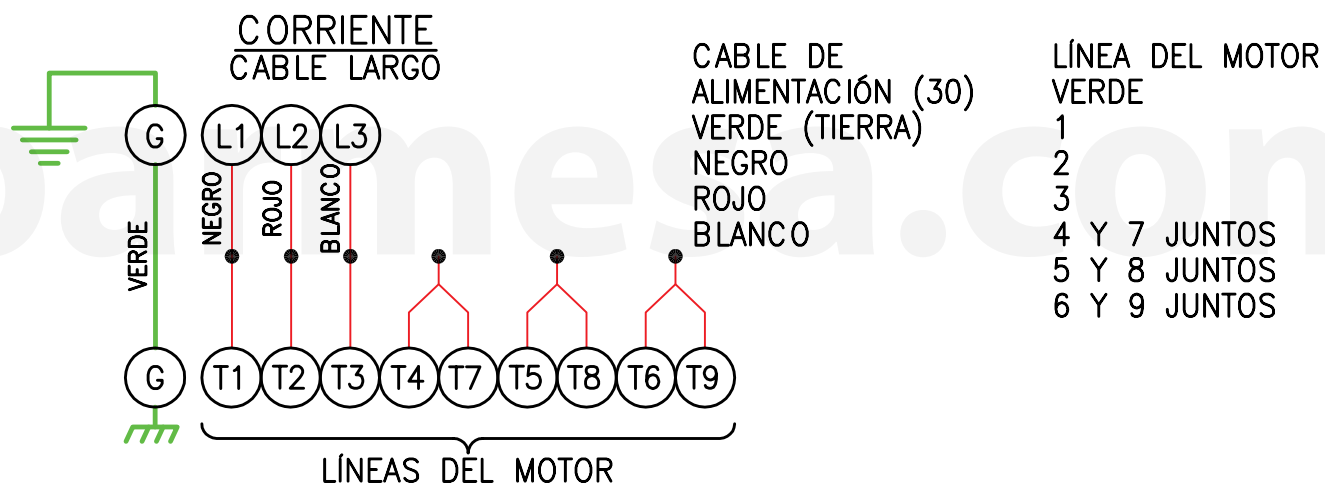 CORRIENTE
CABLE LARGO
G L1 L2 L3
NEGRO
ROJO
BLANCO
VERDE
G T1 T2 T3 T4 T7 T5 T8 T6 T9
LÍNEAS DEL MOTOR
CABLE DE
ALIMENTACIÓN (30)
VERDE (TIERRA)
NEGRO
ROJO
BLANCO
LÍNEA DEL MOTOR
VERDE
1
2
3
4 Y 7 JUNTOS
5 Y 8 JUNTOS
6 Y 9 JUNTOS
barmesa.com